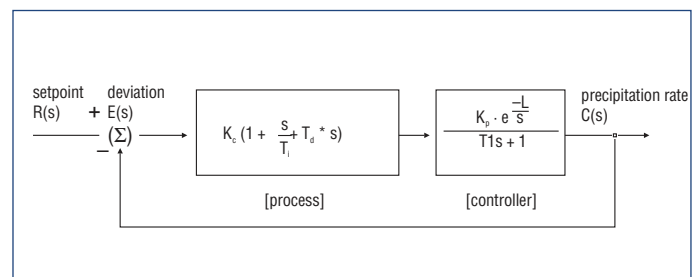 setpoint
R(s)
deviation
+ E(s)
− (Σ)
K_c (1 + s/T_i + T_d * s)
[process]
K_p · e^(-L/s)
T1s + 1
[controller]
precipitation rate
C(s)